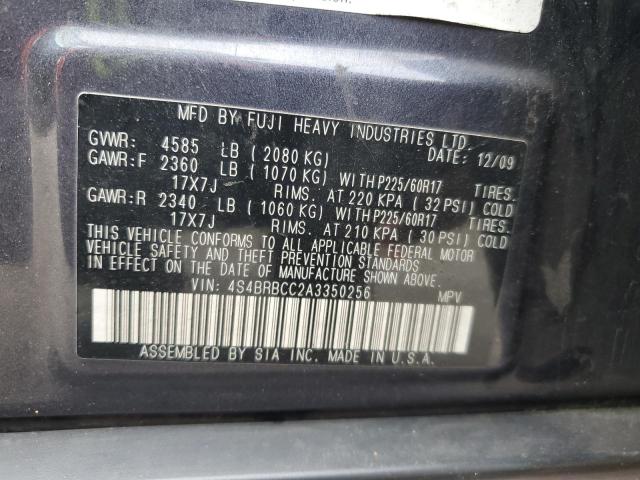 MFD BY FUJI HEAVY INDUSTRIES LTD.
GVWR: 4585 LB ( 2080 KG) DATE: 12/09
GAWR:F 2360 LB ( 1070 KG) WITH P225/60R17 TIRES.
17X7J RIMS. AT 220 KPA ( 32 PSI) COLD
GAWR:R 2340 LB ( 1060 KG) WITH P225/60R17 TIRES.
17X7J RIMS. AT 210 KPA ( 30 PSI) COLD
THIS VEHICLE CONFORMS TO ALL APPLICABLE FEDERAL MOTOR
VEHICLE SAFETY AND THEFT PREVENTION STANDARDS
IN EFFECT ON THE DATE OF MANUFACTURE SHOWN ABOVE.
VIN: 4S4BRBCC2A3350256 MPV
ASSEMBLED BY SIA INC. MADE IN U.S.A.